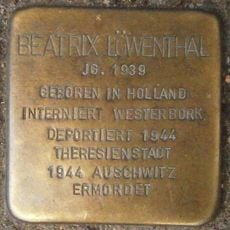 BEATRIX LÖWENTHAL
JG. 1939
GEBOREN IN HOLLAND
INTERNIERT WESTERBORK
DEPORTIERT 1944
THERESIENSTADT
1944 AUSCHWITZ
ERMORDET